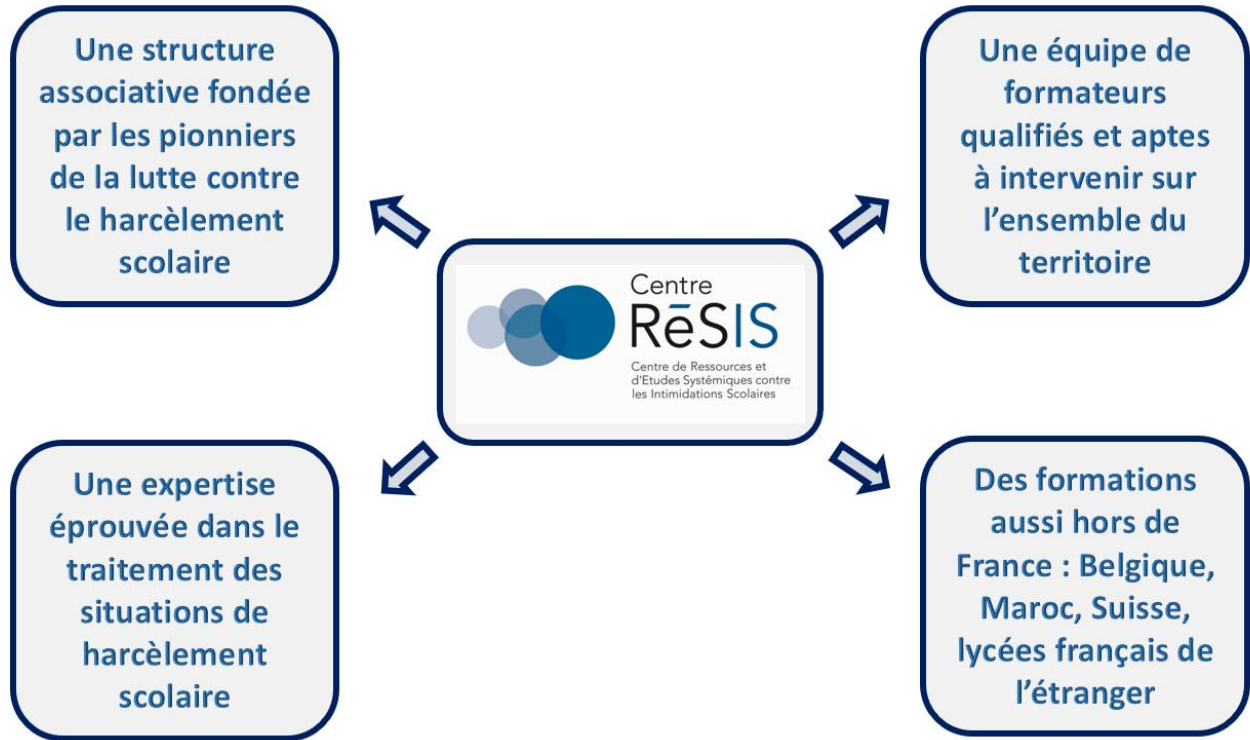 Une structure
associative fondée
par les pionniers
de la lutte contre
le harcèlement
scolaire
Une équipe de
formateurs
qualifiés et aptes
à intervenir sur
l’ensemble du
territoire
Centre
RēSIS
Centre de Ressources et
d'Etudes Systémiques contre
les Intimidations Scolaires
Une expertise
éprouvée dans le
traitement des
situations de
harcèlement
scolaire
Des formations
aussi hors de
France : Belgique,
Maroc, Suisse,
lycées français de
l’étranger